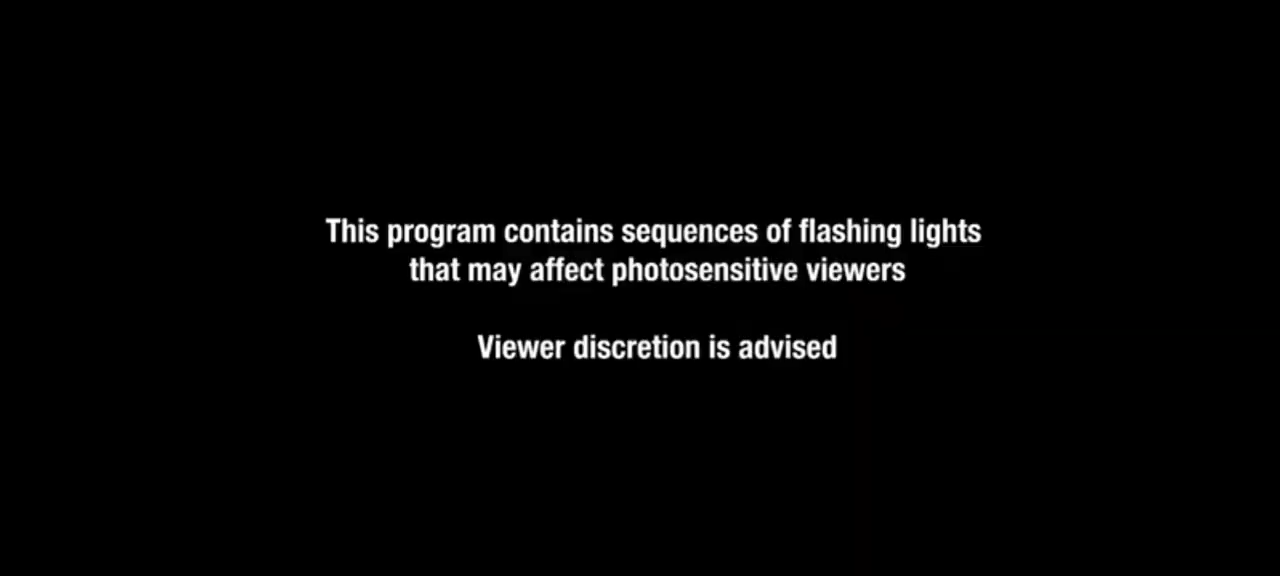 This program contains sequences of flashing lights
that may affect photosensitive viewers
Viewer discretion is advised